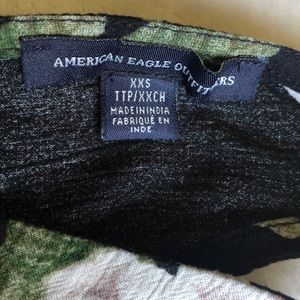 AMERICAN EAGLE OUTFITTERS
XXS
TTP/XXCH
MADE IN INDIA
FABRIQUÉ EN
INDE